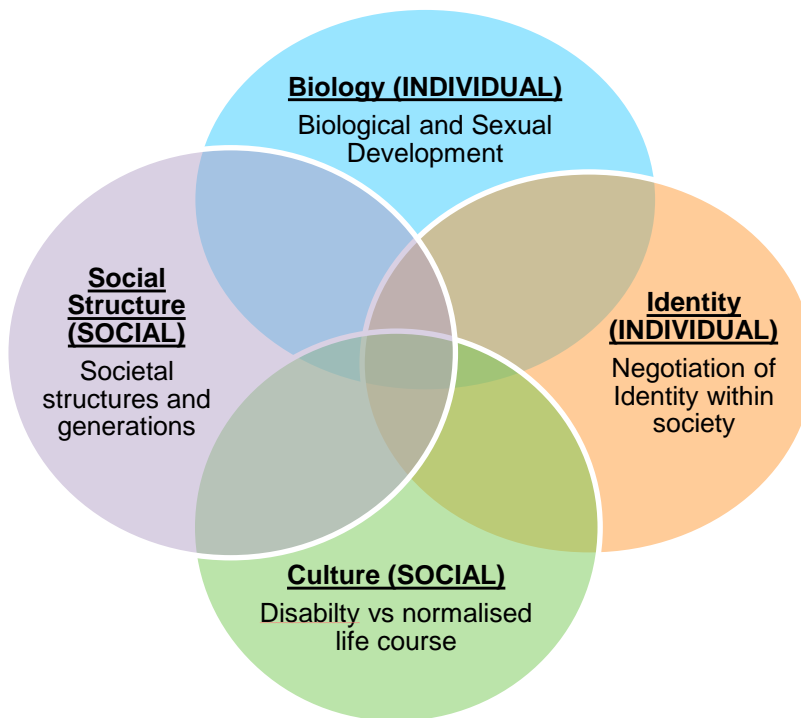 Biology (INDIVIDUAL)
Biological and Sexual
Development
Social
Structure
(SOCIAL)
Societal
structures and
generations
Identity
(INDIVIDUAL)
Negotiation of
Identity within
society
Culture (SOCIAL)
Disabilty vs normalised
life course